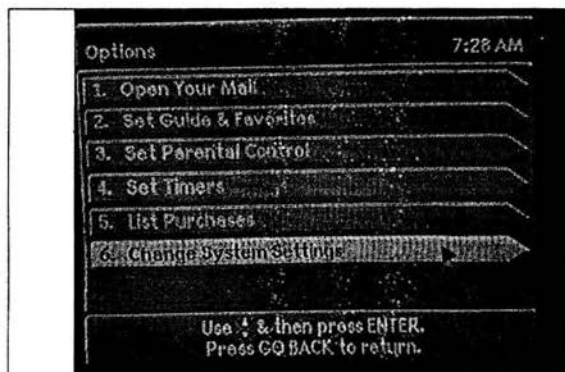 Options 7:28 AM
1. Open Your Mail
2. Set Guide & Favorites
3. Set Parental Control
4. Set Timers
5. List Purchases
6. Change System Settings
Use & then press ENTER.
Press GO BACK to return.